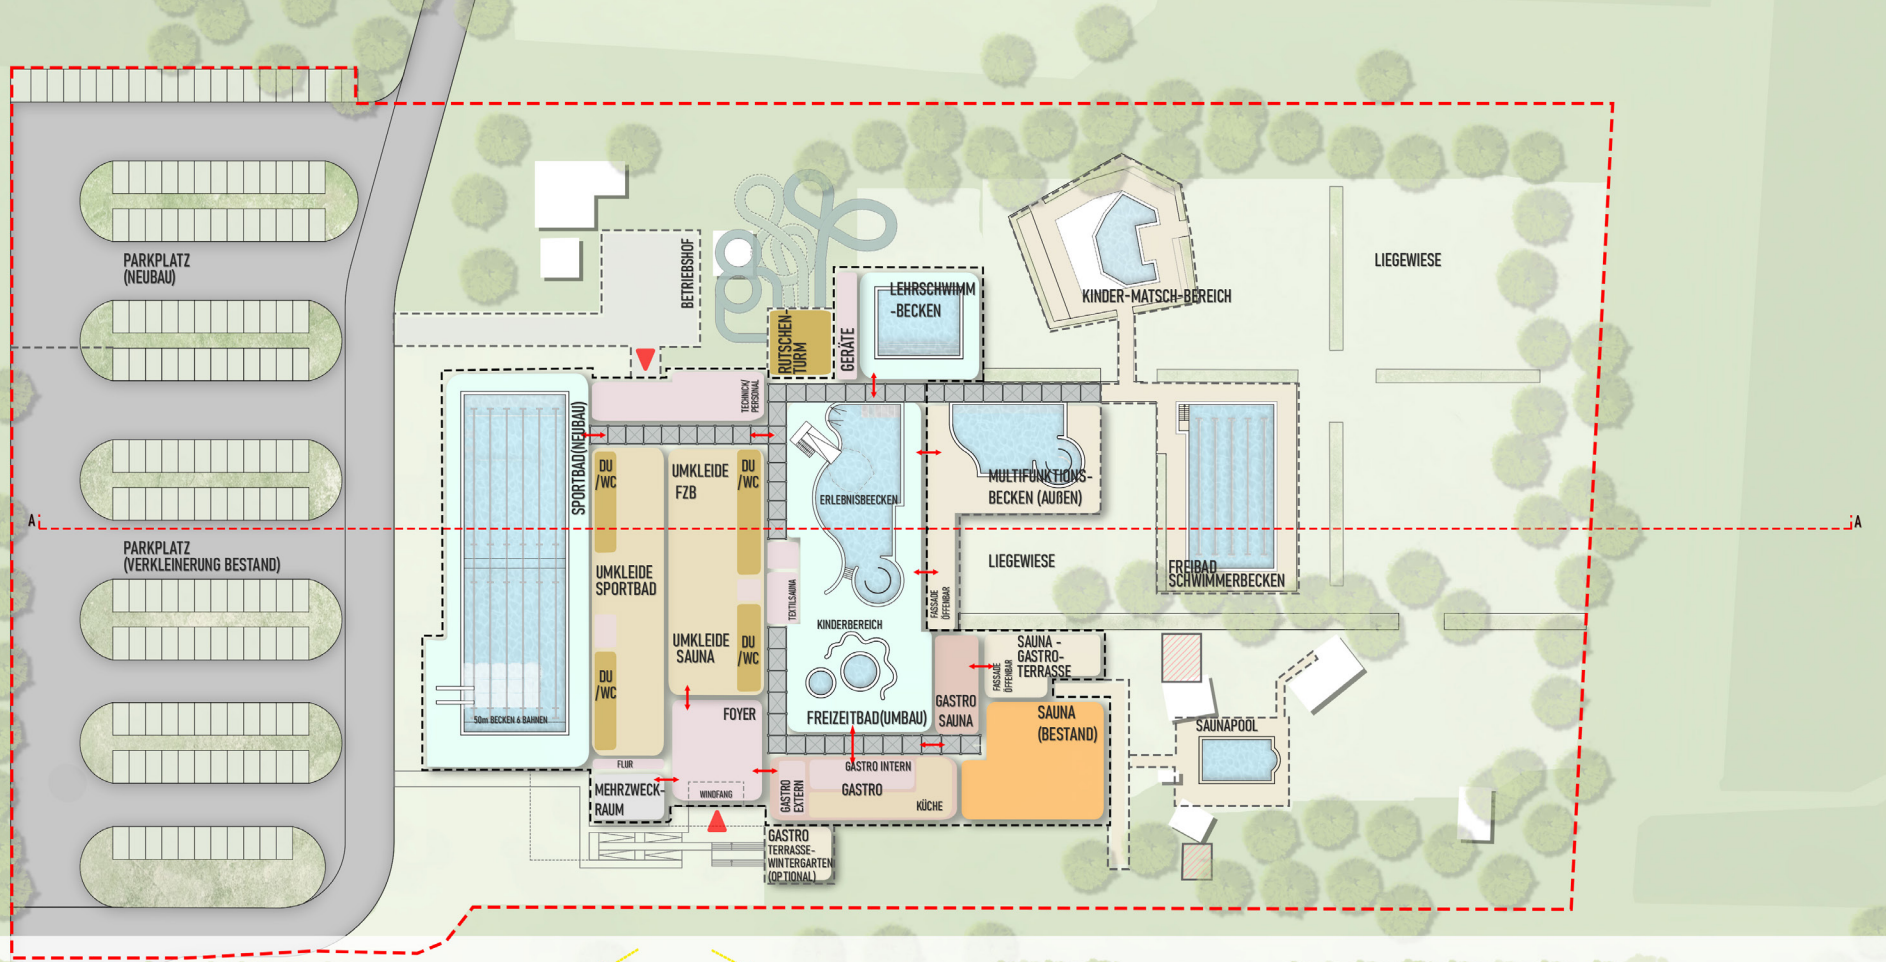 PARKPLATZ
(NEUBAU)
BETRIEBSHOF
RUTSCHEN-
TURM
GERÄTE
LEHRSCHWIMM
-BECKEN
KINDER-MATSCH-BEREICH
LIEGEWIESE
TECHNICK/
PERSONAL
SPORTBAD(NEUBAU)
DU
/WC
UMKLEIDE
FZB
DU
/WC
ERLEBNISBEECKEN
MULTIFUNKTIONS-
BECKEN (AUßEN)
A
A
PARKPLATZ
(VERKLEINERUNG BESTAND)
UMKLEIDE
SPORTBAD
TEXTILSAUNA
LIEGEWIESE
FASSADE
ÖFFENBAR
FREIBAD
SCHWIMMERBECKEN
KINDERBEREICH
UMKLEIDE
SAUNA
DU
/WC
DU
/WC
SAUNA -
GASTRO-
TERRASSE
FASSADE
ÖFFENBAR
GASTRO
SAUNA
50m BECKEN 6 BAHNEN
FOYER
FREIZEITBAD(UMBAU)
SAUNA
(BESTAND)
SAUNAPOOL
FLUR
MEHRZWECK-
RAUM
WINDFANG
GASTRO
EXTERN
GASTRO INTERN
GASTRO
KÜCHE
GASTRO
TERRASSE-
WINTERGARTEN
(OPTIONAL)